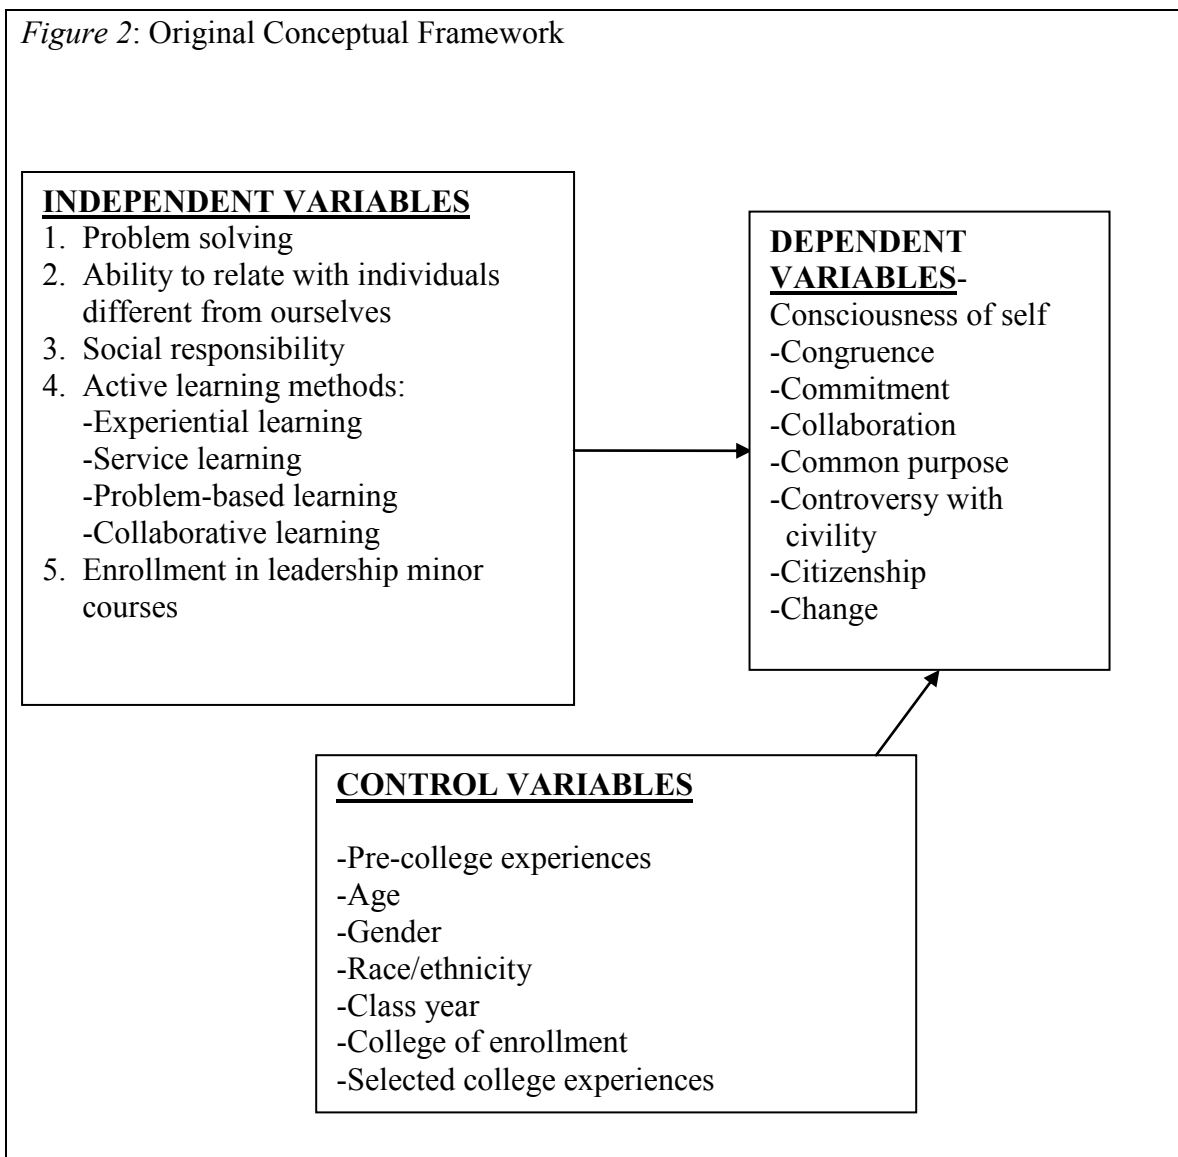 Figure 2: Original Conceptual Framework
INDEPENDENT VARIABLES
1. Problem solving
2. Ability to relate with individuals
different from ourselves
3. Social responsibility
4. Active learning methods:
-Experiential learning
-Service learning
-Problem-based learning
-Collaborative learning
5. Enrollment in leadership minor
courses
DEPENDENT
VARIABLES-
Consciousness of self
-Congruence
-Commitment
-Collaboration
-Common purpose
-Controversy with
civility
-Citizenship
-Change
CONTROL VARIABLES
-Pre-college experiences
-Age
-Gender
-Race/ethnicity
-Class year
-College of enrollment
-Selected college experiences